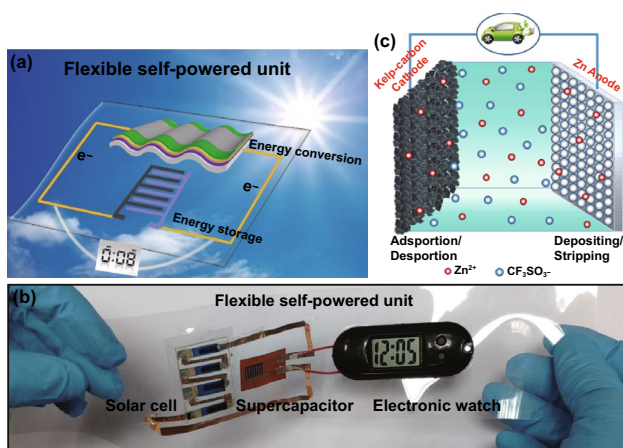 (a)
Flexible self-powered unit
Energy conversion
e−
e−
Energy storage
0:08
(c)
Kelp-carbon
Cathode
Zn Anode
Adsportion/
Desportion
Depositing/
Stripping
Zn²⁺
CF₃SO₃⁻
(b)
Flexible self-powered unit
12:05
Solar cell
Supercapacitor
Electronic watch